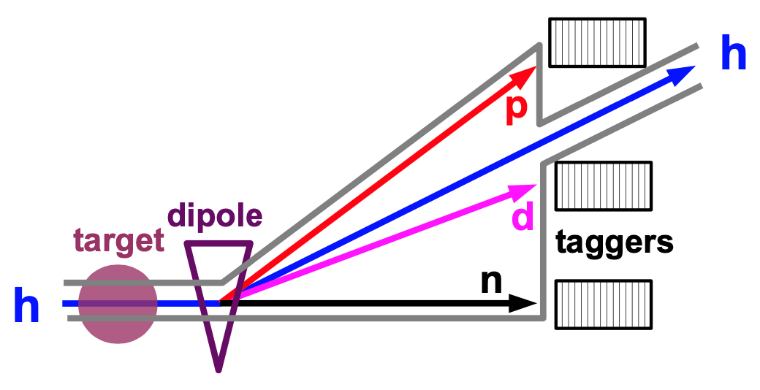 h
p
dipole
target
d
taggers
n
h